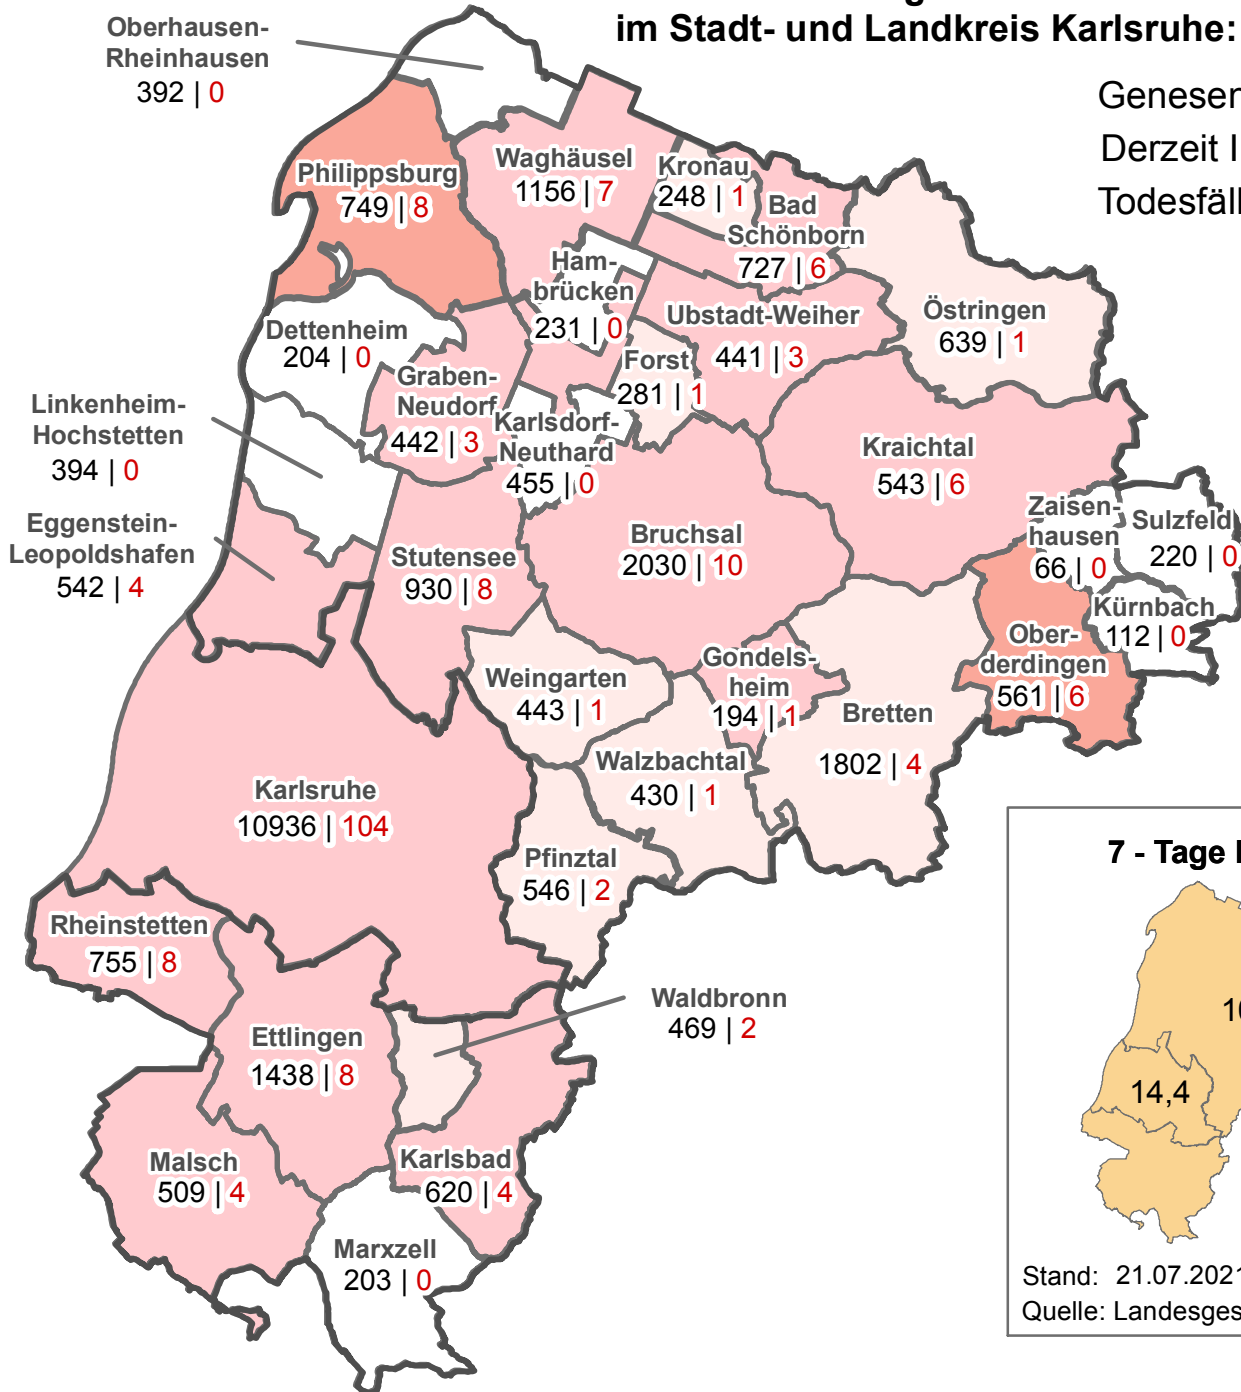 im Stadt- und Landkreis Karlsruhe:
Oberhausen-
Rheinhausen
392 | 0
Derzeit I
Philippsburg
749 | 8
Waghäusel
1156 | 7
Kronau
248 | 1
Bad
Schönborn
727 | 6
Ham-
brücken
231 | 0
Ubstadt-Weiher
441 | 3
Östringen
639 | 1
Dettenheim
204 | 0
Forst
281 | 1
Graben-
Neudorf
442 | 3
Linkenheim-
Hochstetten
394 | 0
Karlsdorf-
Neuthard
455 | 0
Kraichtal
543 | 6
Eggenstein-
Leopoldshafen
542 | 4
Stutensee
930 | 8
Bruchsal
2030 | 10
Zaisen-
hausen
66 | 0
Sulzfeld
220 | 0
Kürnbach
112 | 0
Ober-
derdingen
561 | 6
Weingarten
443 | 1
Gondels-
heim
194 | 1
Bretten
1802 | 4
Walzbachtal
430 | 1
Karlsruhe
10936 | 104
Pfinztal
546 | 2
Rheinstetten
755 | 8
Waldbronn
469 | 2
Ettlingen
1438 | 8
Malsch
509 | 4
Karlsbad
620 | 4
Marxzell
203 | 0
7 - Tage
14,4
Stand: 21.07.2021
Quelle: